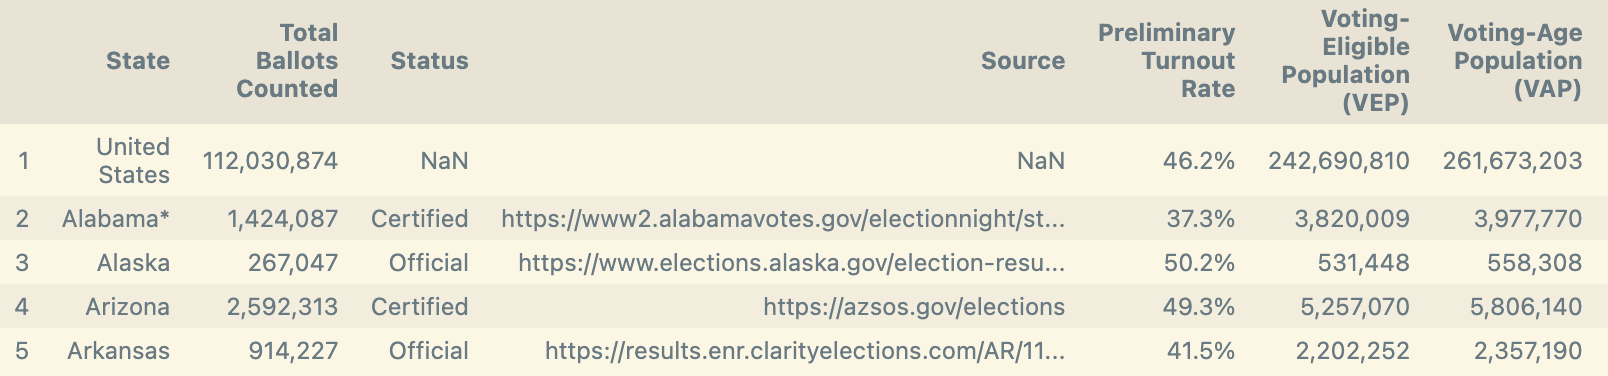 State Total Ballots Counted Status Source Preliminary Turnout Rate Voting-Eligible Population (VEP) Voting-Age Population (VAP)
1 United States 112,030,874 NaN NaN 46.2% 242,690,810 261,673,203
2 Alabama* 1,424,087 Certified https://www2.alabamavotes.gov/electionnight/st... 37.3% 3,820,009 3,977,770
3 Alaska 267,047 Official https://www.elections.alaska.gov/election-resu... 50.2% 531,448 558,308
4 Arizona 2,592,313 Certified https://azsos.gov/elections 49.3% 5,257,070 5,806,140
5 Arkansas 914,227 Official https://results.enr.clarityelections.com/AR/11... 41.5% 2,202,252 2,357,190